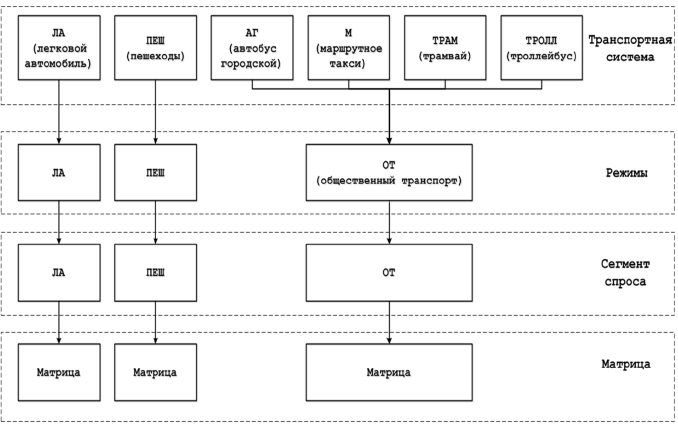 ЛА
(легковой
автомобиль)
ПЕШ
(пешеходы)
АГ
(автобус
городской)
М
(маршрутное
такси)
ТРАМ
(трамвай)
ТРОЛЛ
(троллейбус)
Транспортная
система
ЛА
ПЕШ
ОТ
(общественный транспорт)
Режимы
ЛА
ПЕШ
ОТ
Сегмент
спроса
Матрица
Матрица
Матрица
Матрица